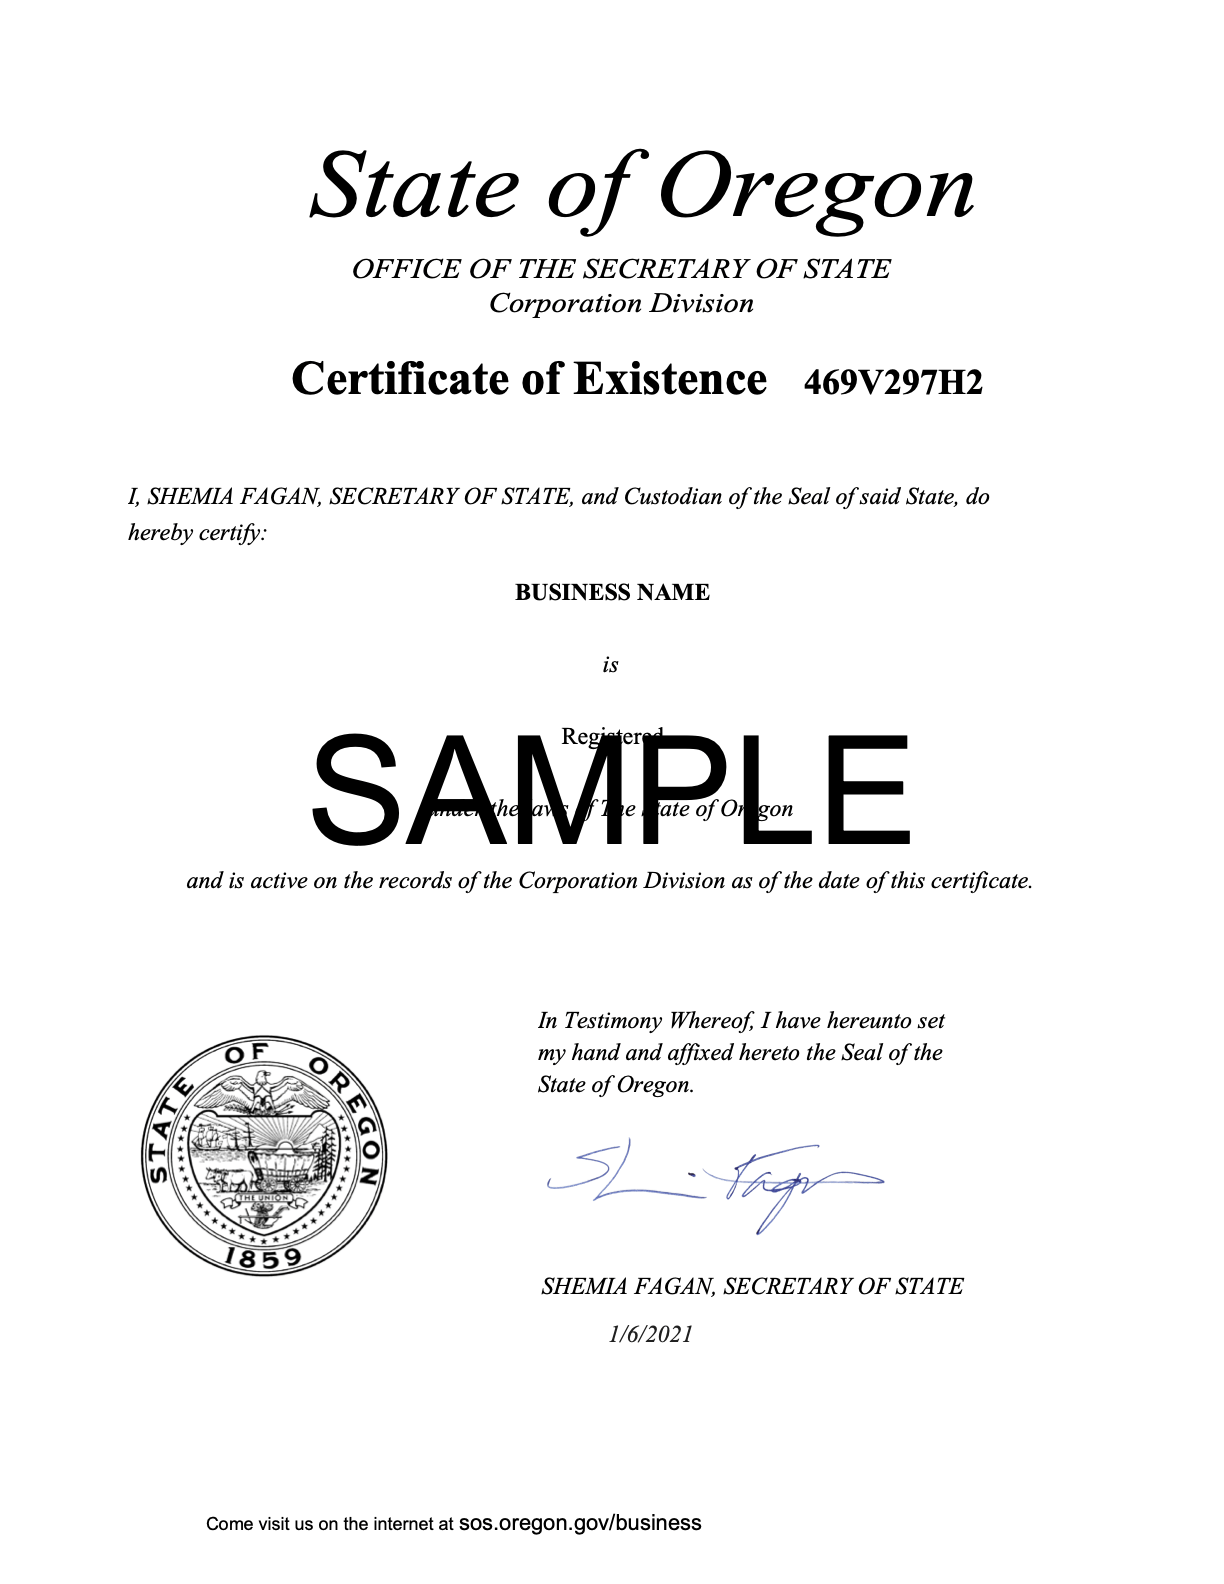 State of Oregon
OFFICE OF THE SECRETARY OF STATE
Corporation Division
Certificate of Existence 469V297H2
I, SHEMIA FAGAN, SECRETARY OF STATE, and Custodian of the Seal of said State, do
hereby certify:
BUSINESS NAME
is
Registered
SAMPLE
under the laws of The State of Oregon
and is active on the records of the Corporation Division as of the date of this certificate.
In Testimony Whereof, I have hereunto set
my hand and affixed hereto the Seal of the
State of Oregon.
STATE OF OREGON
THE UNION
1859
SHEMIA FAGAN, SECRETARY OF STATE
1/6/2021
Come visit us on the internet at sos.oregon.gov/business